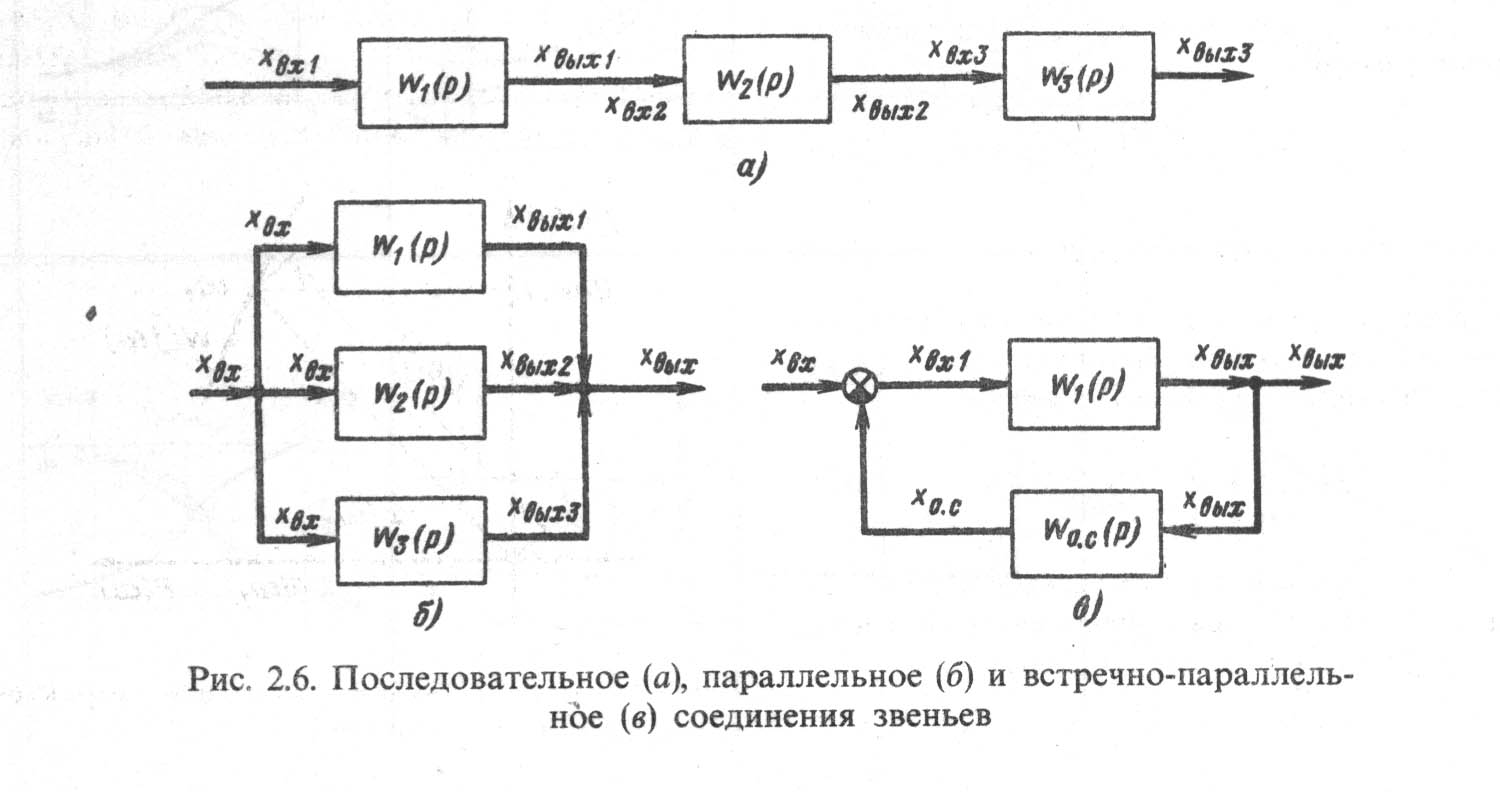 xвх1 W1(p) xвых1 xвх2 W2(p) xвх3 xвых2 W3(p) xвых3
а)
xвх W1(p) xвых1
xвх xвх W2(p) xвых2 xвых
xвх W3(p) xвых3
б)
xвх xвх1 W1(p) xвых xвых
xо.с Wо.с(p) xвых
в)
Рис. 2.6. Последовательное (а), параллельное (б) и встречно-параллель-
ное (в) соединения звеньев